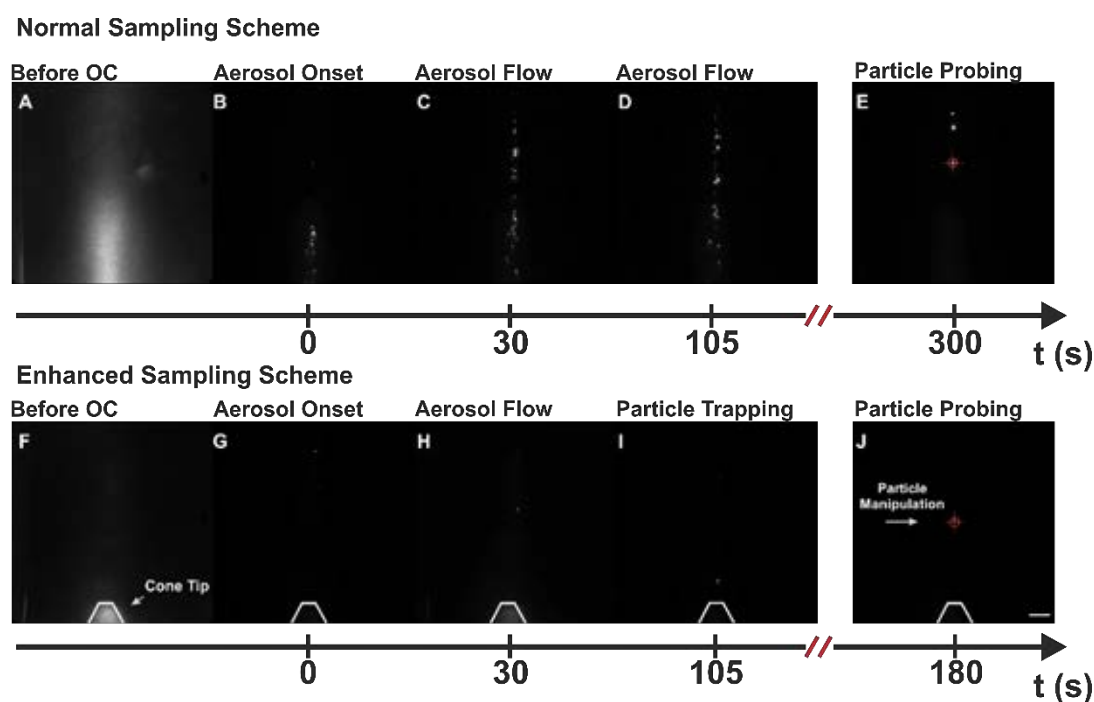 Normal Sampling Scheme
Before OC Aerosol Onset Aerosol Flow Aerosol Flow Particle Probing
A B C D E
0 30 105 300 t (s)
Enhanced Sampling Scheme
Before OC Aerosol Onset Aerosol Flow Particle Trapping Particle Probing
F G H I J
Particle
Manipulation
Cone Tip
0 30 105 180 t (s)